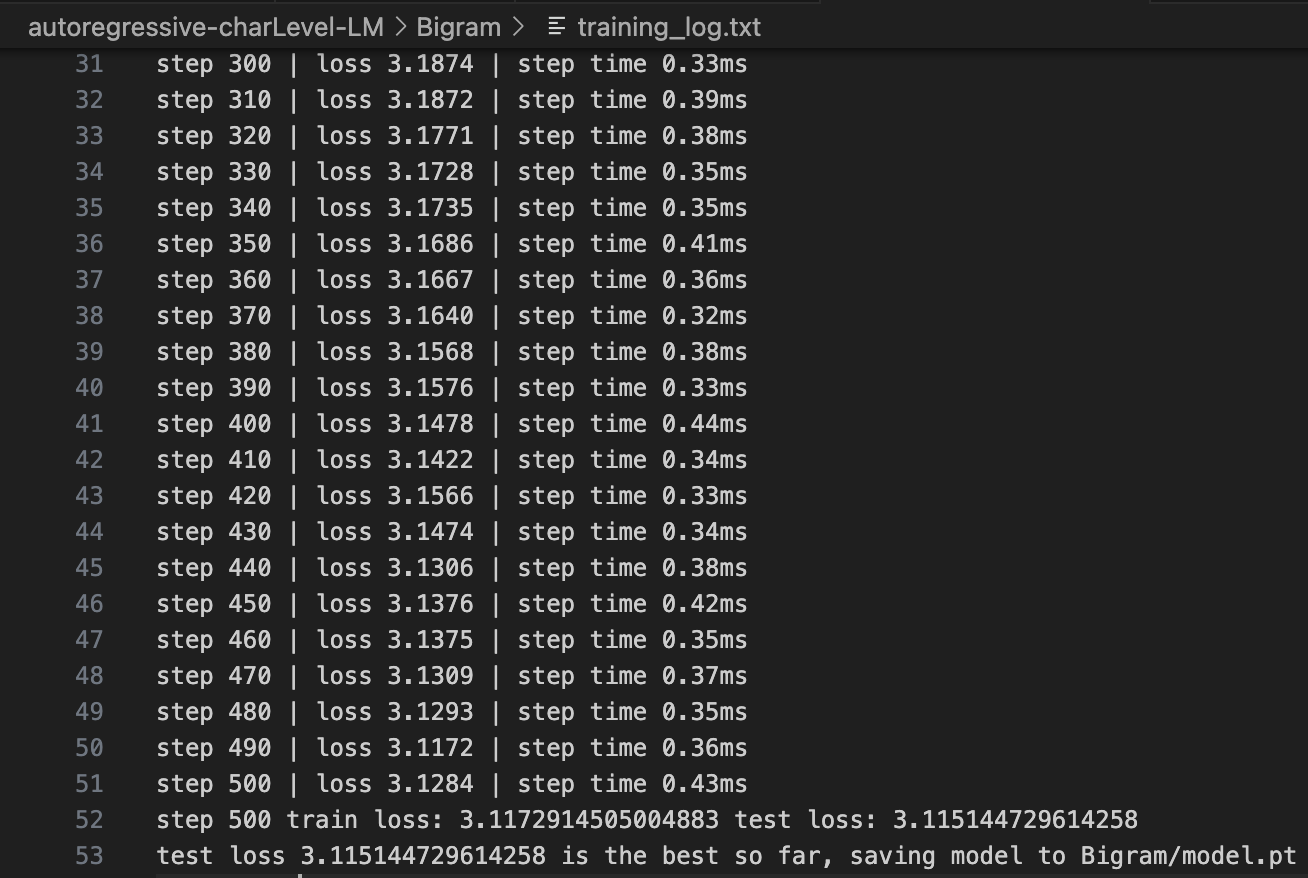 autoregressive-charLevel-LM > Bigram > training_log.txt
31 step 300 | loss 3.1874 | step time 0.33ms
32 step 310 | loss 3.1872 | step time 0.39ms
33 step 320 | loss 3.1771 | step time 0.38ms
34 step 330 | loss 3.1728 | step time 0.35ms
35 step 340 | loss 3.1735 | step time 0.35ms
36 step 350 | loss 3.1686 | step time 0.41ms
37 step 360 | loss 3.1667 | step time 0.36ms
38 step 370 | loss 3.1640 | step time 0.32ms
39 step 380 | loss 3.1568 | step time 0.38ms
40 step 390 | loss 3.1576 | step time 0.33ms
41 step 400 | loss 3.1478 | step time 0.44ms
42 step 410 | loss 3.1422 | step time 0.34ms
43 step 420 | loss 3.1566 | step time 0.33ms
44 step 430 | loss 3.1474 | step time 0.34ms
45 step 440 | loss 3.1306 | step time 0.38ms
46 step 450 | loss 3.1376 | step time 0.42ms
47 step 460 | loss 3.1375 | step time 0.35ms
48 step 470 | loss 3.1309 | step time 0.37ms
49 step 480 | loss 3.1293 | step time 0.35ms
50 step 490 | loss 3.1172 | step time 0.36ms
51 step 500 | loss 3.1284 | step time 0.43ms
52 step 500 train loss: 3.1172914505004883 test loss: 3.115144729614258
53 test loss 3.115144729614258 is the best so far, saving model to Bigram/model.pt